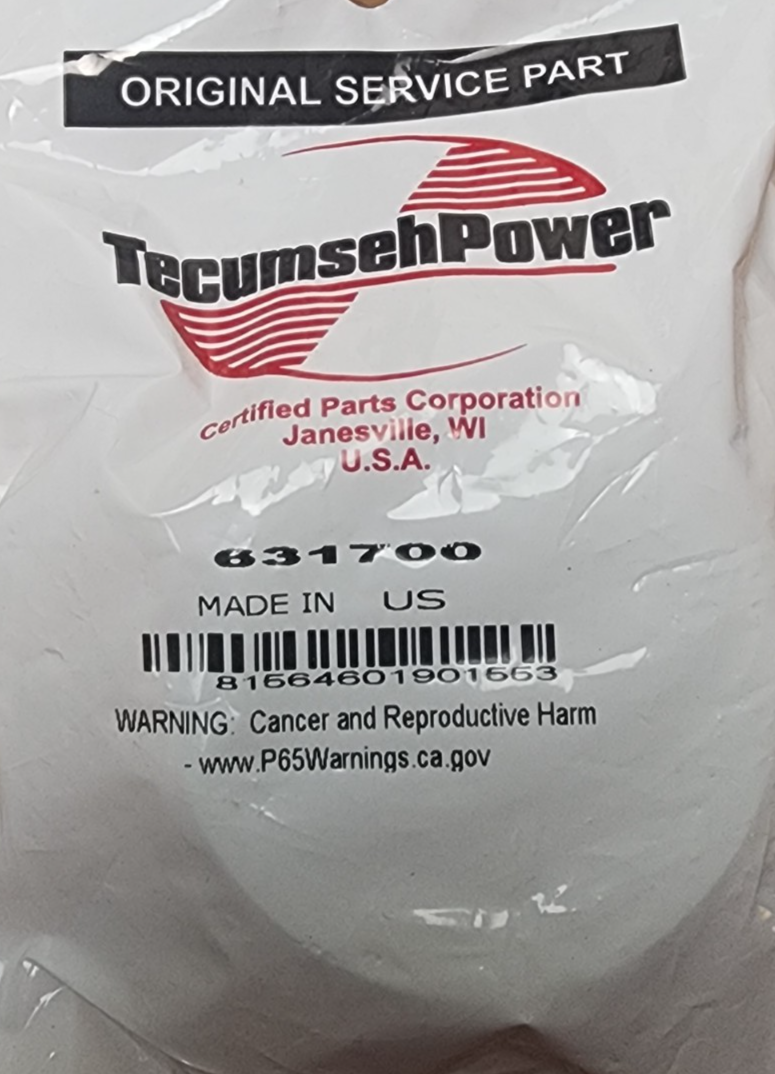 ORIGINAL SERVICE PART
TecumsehPower
Certified Parts Corporation
Janesville, WI
U.S.A.
631700
MADE IN US
81564601901553
WARNING: Cancer and Reproductive Harm
- www.P65Warnings.ca.gov